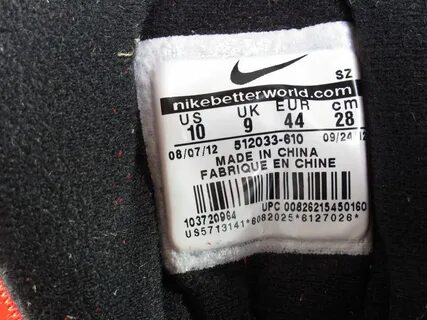 SZ
nikebetterworld.com
US UK EUR cm
10 9 44 28
08/07/12 512033-610 09/24/12
MADE IN CHINA
FABRIQUE EN CHINE
103720964 UPC 00826215450160
US5713141*6082025*6127026*